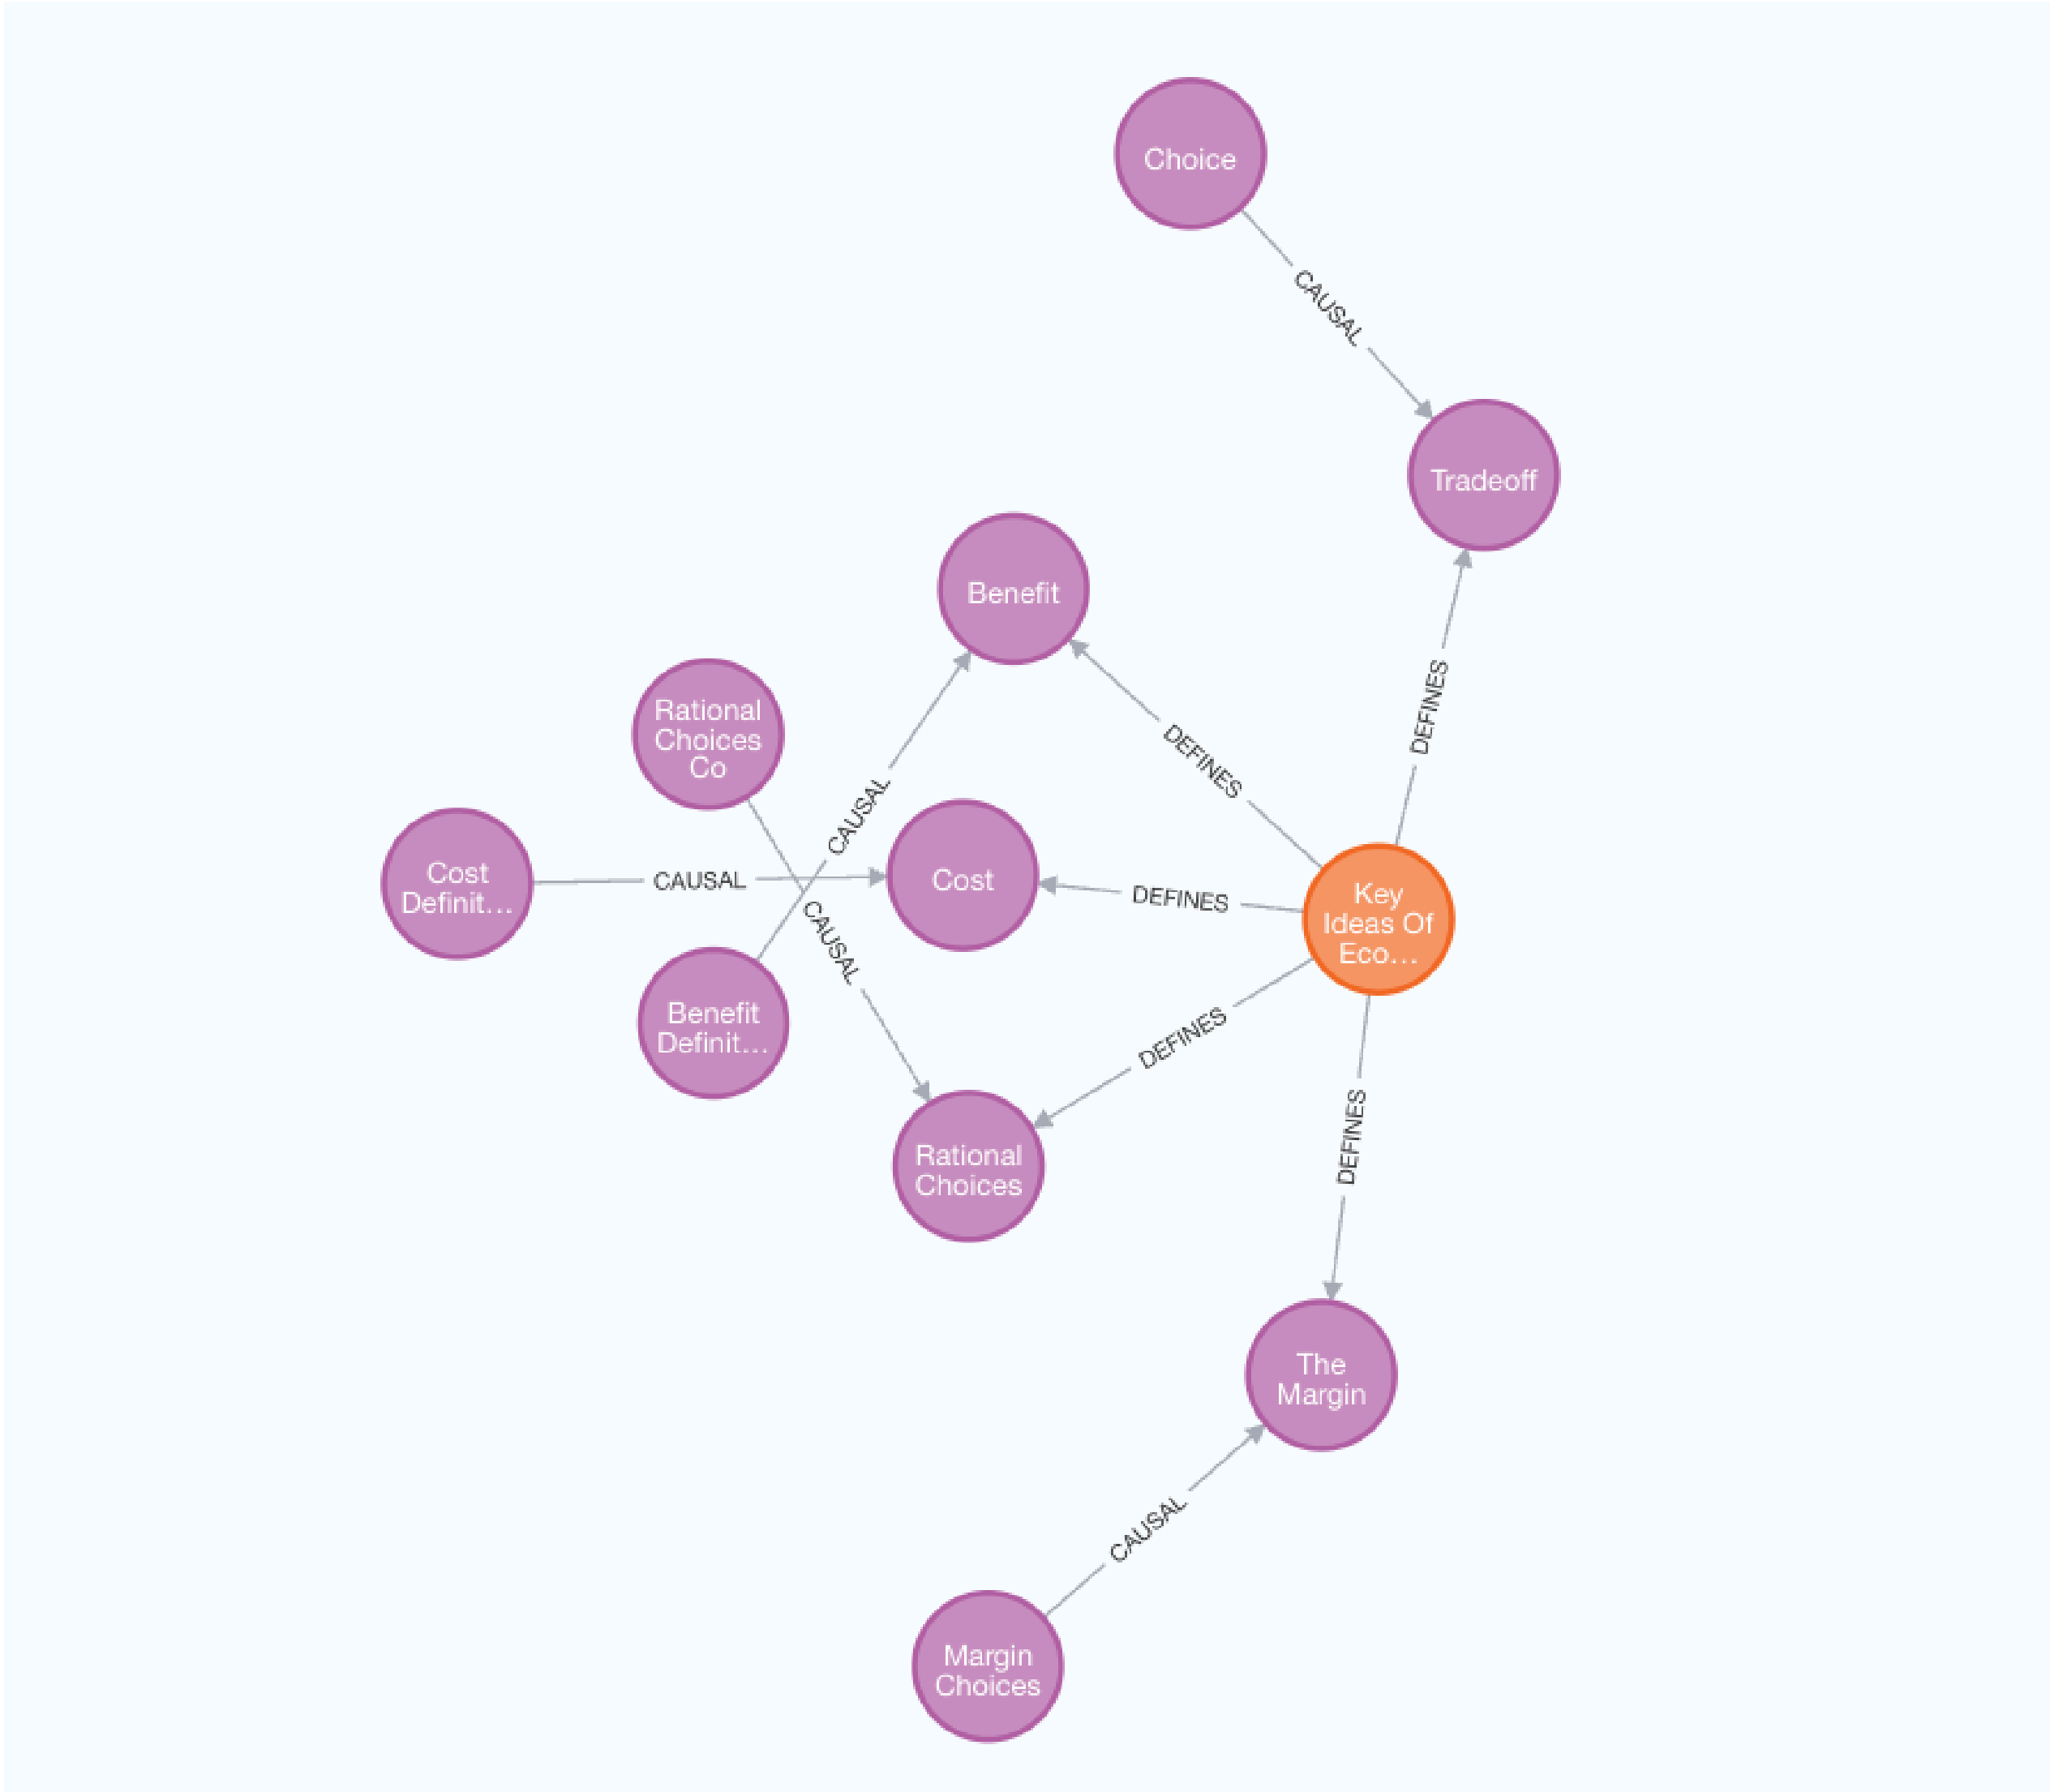 Choice
CAUSAL
Tradeoff
Benefit
DEFINES
DEFINES
Rational
Choices
Co
CAUSAL
Cost
Definit...
CAUSAL
Cost
DEFINES
Key
Ideas Of
Eco...
CAUSAL
Benefit
Definit...
DEFINES
Rational
Choices
DEFINES
The
Margin
CAUSAL
Margin
Choices